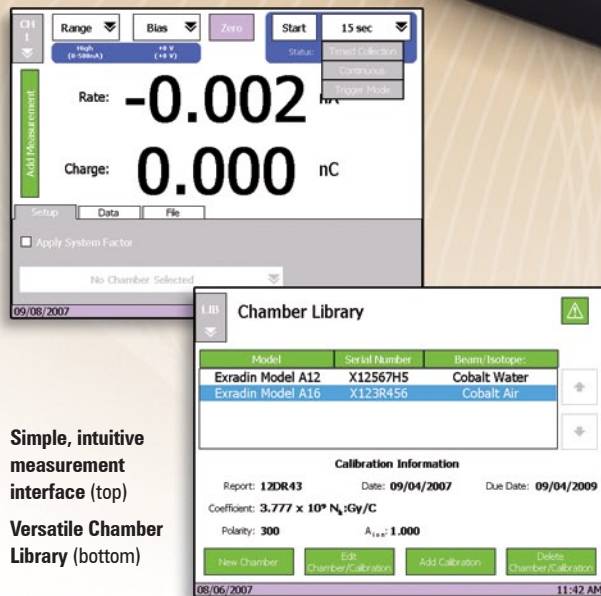 CH
1
Range
Bias
Zero
Start
15 sec
High
(0-500nA)
+0 V
(+0 V)
Status:
Timed Collection
Continuous
Trigger Mode
Add Measurement
Rate: -0.002
Charge: 0.000 nC
Setup Data File
Apply System Factor
No Chamber Selected
09/08/2007
LIB
Chamber Library
Model Serial Number Beam/Isotope:
Exradin Model A12 X12567H5 Cobalt Water
Exradin Model A16 X123R456 Cobalt Air
Calibration Information
Report: 12DR43 Date: 09/04/2007 Due Date: 09/04/2009
Coefficient: 3.777 x 10⁹ Nk:Gy/C
Polarity: 300 Aion: 1.000
New Chamber
Edit
Chamber/Calibration
Add Calibration
Delete
Chamber/Calibration
08/06/2007 11:42 AM
Simple, intuitive
measurement
interface (top)
Versatile Chamber
Library (bottom)